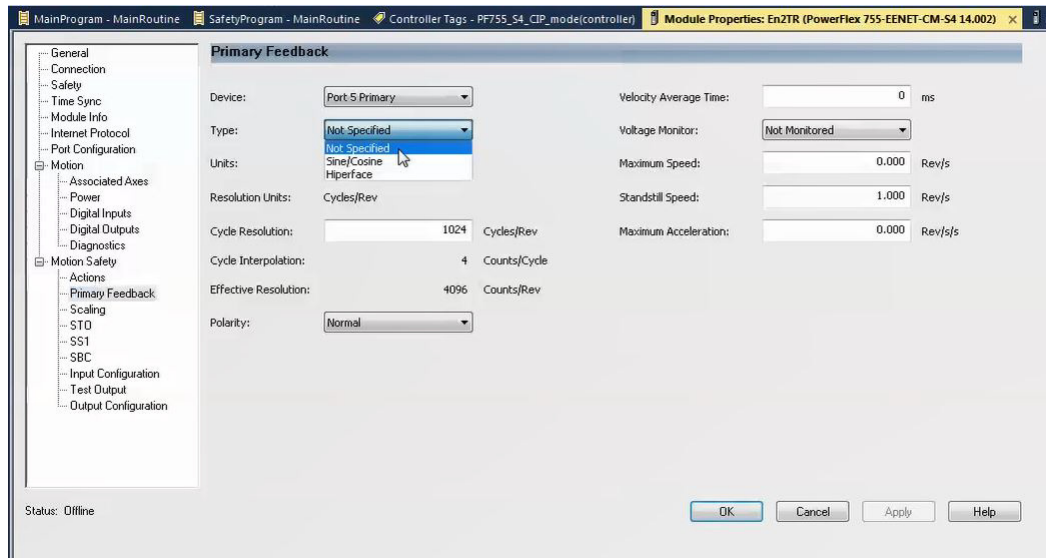 MainProgram - MainRoutine SafetyProgram - MainRoutine Controller Tags - PF755_S4_CIP_mode(controller) Module Properties: En2TR (PowerFlex 755-EENET-CM-S4 14.002)
General
Connection
Safety
Time Sync
Module Info
Internet Protocol
Port Configuration
Motion
Associated Axes
Power
Digital Inputs
Digital Outputs
Diagnostics
Motion Safety
Actions
Primary Feedback
Scaling
STO
SS1
SBC
Input Configuration
Test Output
Output Configuration
Primary Feedback
Device: Port 5 Primary
Type: Not Specified
Not Specified
Sine/Cosine
Hiperface
Units:
Resolution Units: Cycles/Rev
Cycle Resolution: 1024 Cycles/Rev
Cycle Interpolation: 4 Counts/Cycle
Effective Resolution: 4096 Counts/Rev
Polarity: Normal
Velocity Average Time: 0 ms
Voltage Monitor: Not Monitored
Maximum Speed: 0.000 Rev/s
Standstill Speed: 1.000 Rev/s
Maximum Acceleration: 0.000 Rev/s/s
Status: Offline
OK Cancel Apply Help